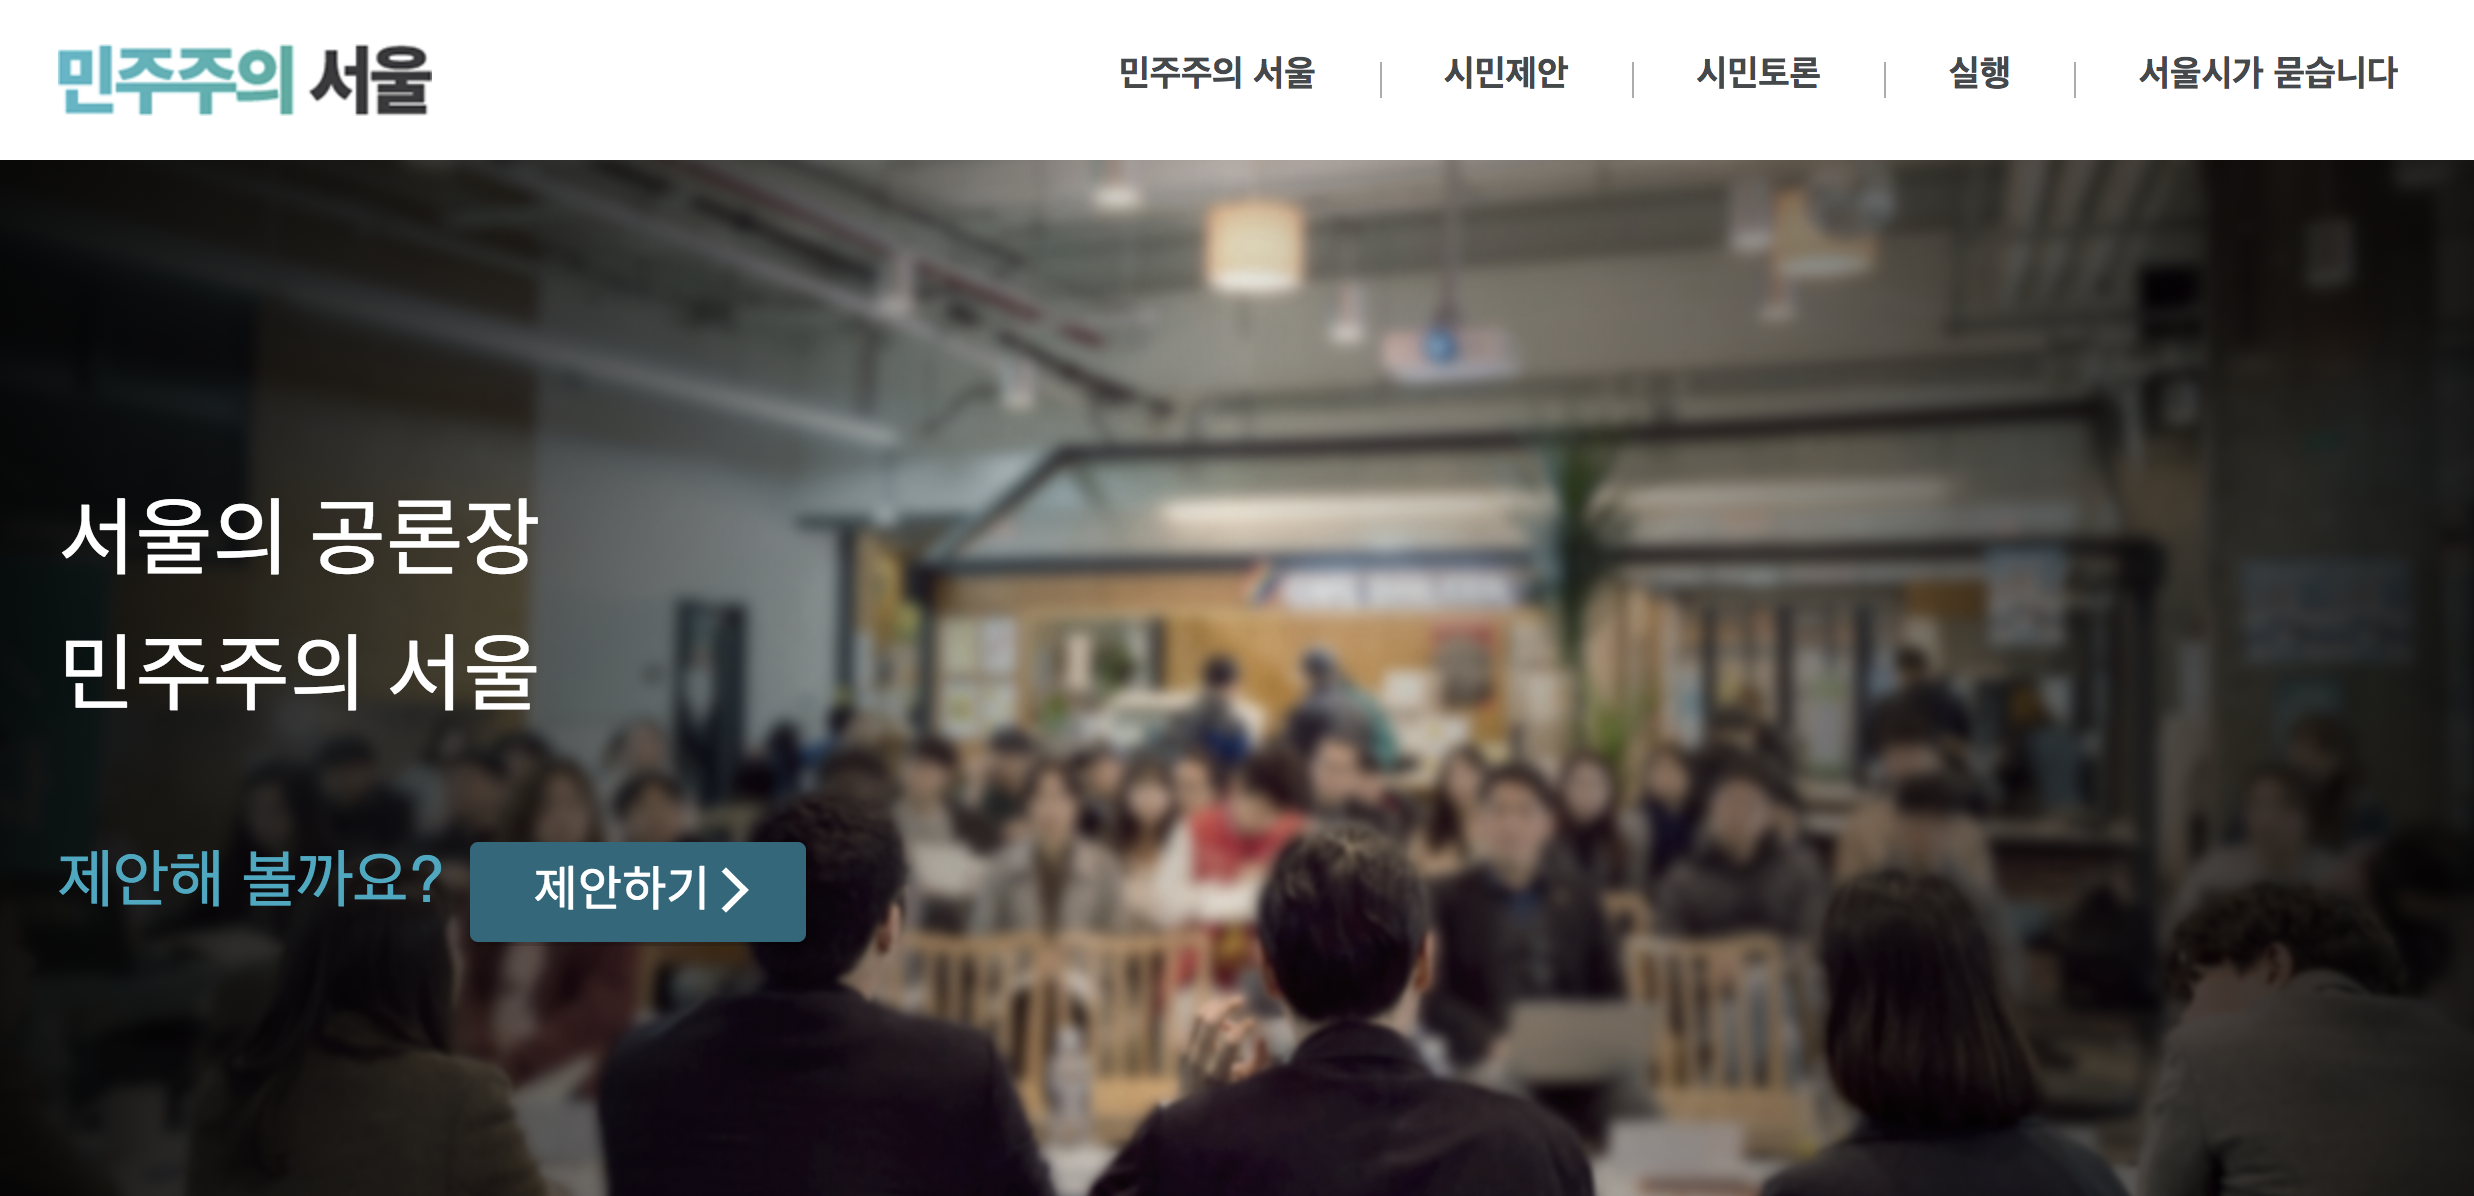 민주주의 서울
민주주의 서울
시민제안
시민토론
실행
서울시가 묻습니다
서울의 공론장
민주주의 서울
제안해 볼까요?
제안하기